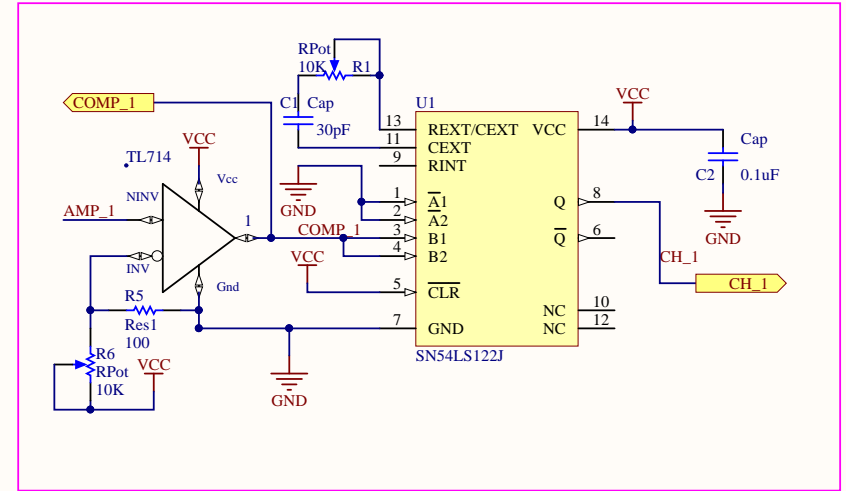 RPot
10K R1
C1 Cap
30pF
COMP_1
U1
VCC
13 REXT/CEXT VCC 14
11 CEXT
9 RINT
Cap
C2 0.1uF
GND
TL714
VCC
Vcc
NINV
AMP_1
1
INV
Gnd
GND
1 A1
2 A2
COMP_1
3 B1
4 B2
VCC
5 CLR
7 GND
Q 8
Q 6
NC 10
NC 12
CH_1
CH_1
SN54LS122J
R5
Res1
100
R6
RPot
10K
VCC
GND